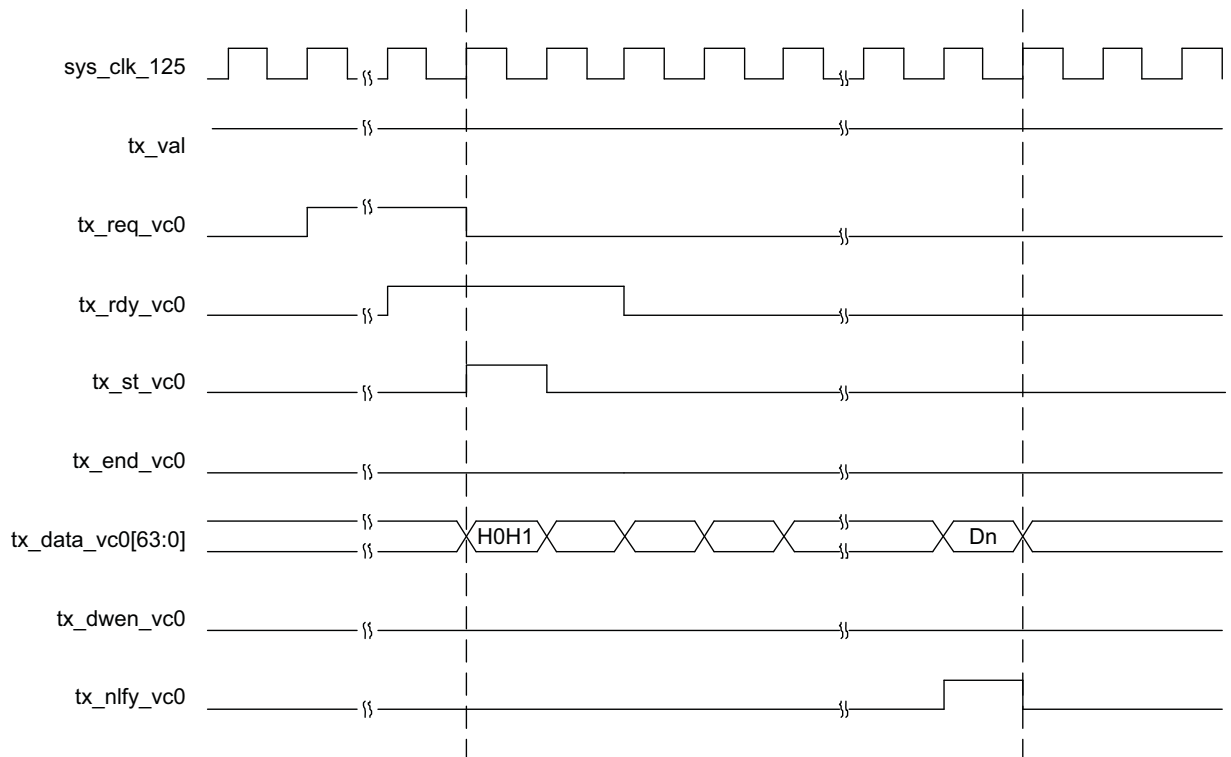 sys_clk_125
tx_val
tx_req_vc0
tx_rdy_vc0
tx_st_vc0
tx_end_vc0
tx_data_vc0[63:0] H0H1 Dn
tx_dwen_vc0
tx_nlfy_vc0